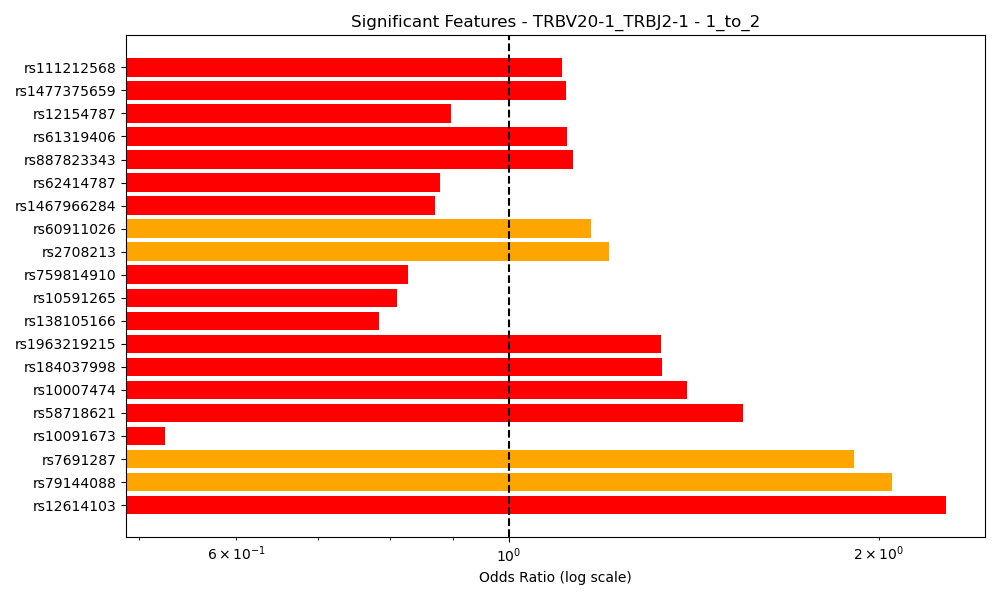 Significant Features - TRBV20-1_TRBJ2-1 - 1_to_2
rs111212568
rs1477375659
rs12154787
rs61319406
rs887823343
rs62414787
rs1467966284
rs60911026
rs2708213
rs759814910
rs10591265
rs138105166
rs1963219215
rs184037998
rs10007474
rs58718621
rs10091673
rs7691287
rs79144088
rs12614103
6 × 10⁻¹ 10⁰ 2 × 10⁰
Odds Ratio (log scale)